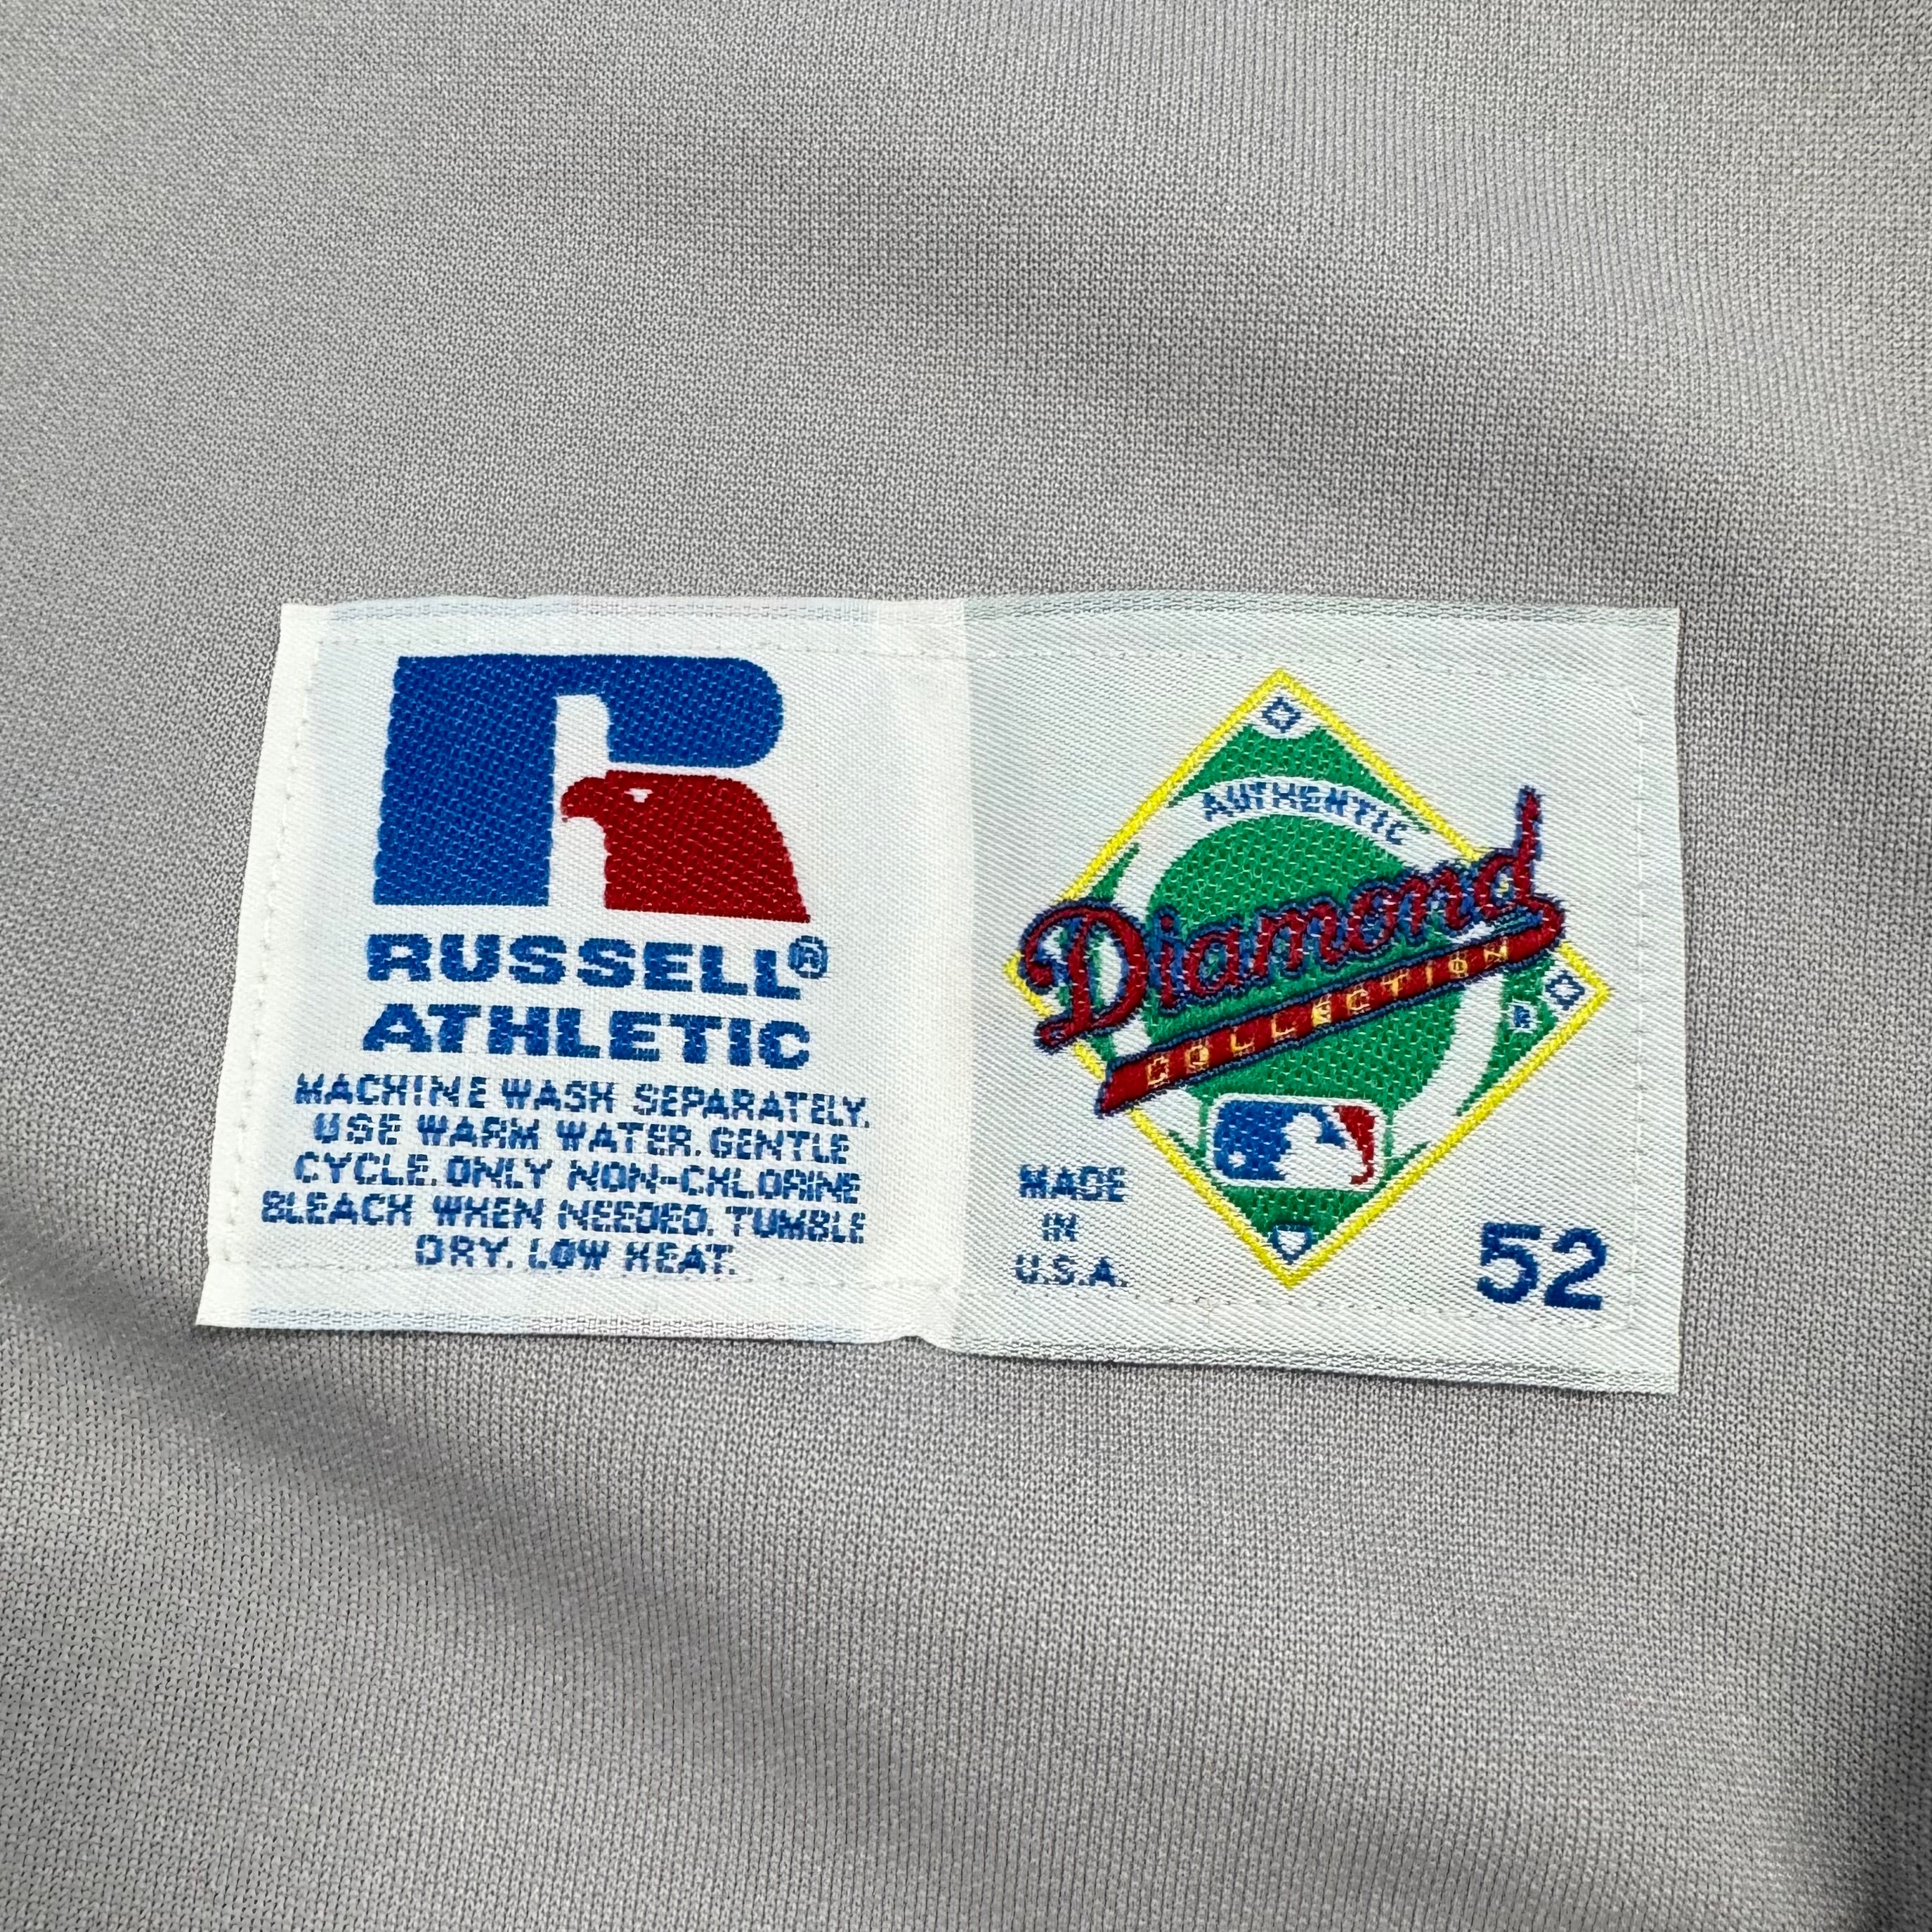 RUSSELL®
ATHLETIC
MACHINE WASH SEPARATELY.
USE WARM WATER. GENTLE
CYCLE. ONLY NON-CHLORINE
BLEACH WHEN NEEDED. TUMBLE
DRY. LOW HEAT.
AUTHENTIC
Diamond
COLLECTION
MADE
IN
U.S.A.
52